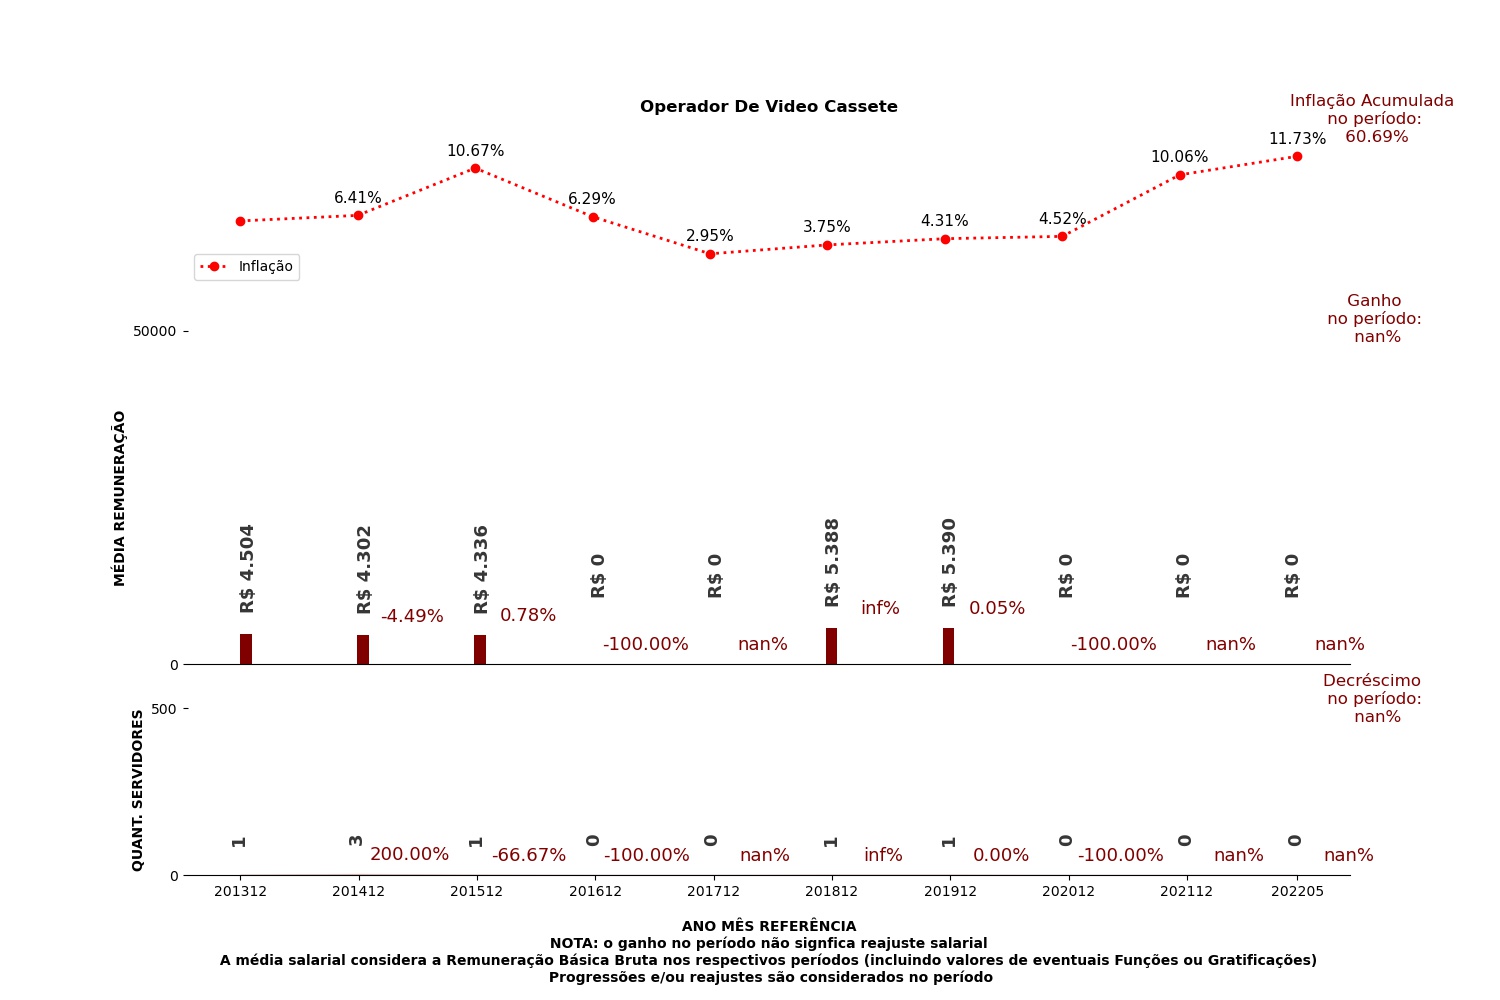 Operador De Video Cassete
Inflação Acumulada
no período:
60.69%
6.41%
10.67%
6.29%
2.95%
3.75%
4.31%
4.52%
10.06%
11.73%
Inflação
Ganho
no período:
nan%
50000
0
MÉDIA REMUNERAÇÃO
R$ 4.504
R$ 4.302
R$ 4.336
R$ 0
R$ 0
R$ 5.388
R$ 5.390
R$ 0
R$ 0
R$ 0
-4.49%
0.78%
-100.00%
nan%
inf%
0.05%
-100.00%
nan%
nan%
Decréscimo
no período:
nan%
500
0
QUANT. SERVIDORES
1
3
1
0
0
1
1
0
0
0
200.00%
-66.67%
-100.00%
nan%
inf%
0.00%
-100.00%
nan%
nan%
201312
201412
201512
201612
201712
201812
201912
202012
202112
202205
ANO MÊS REFERÊNCIA
NOTA: o ganho no período não signfica reajuste salarial
A média salarial considera a Remuneração Básica Bruta nos respectivos períodos (incluindo valores de eventuais Funções ou Gratificações)
Progressões e/ou reajustes são considerados no período